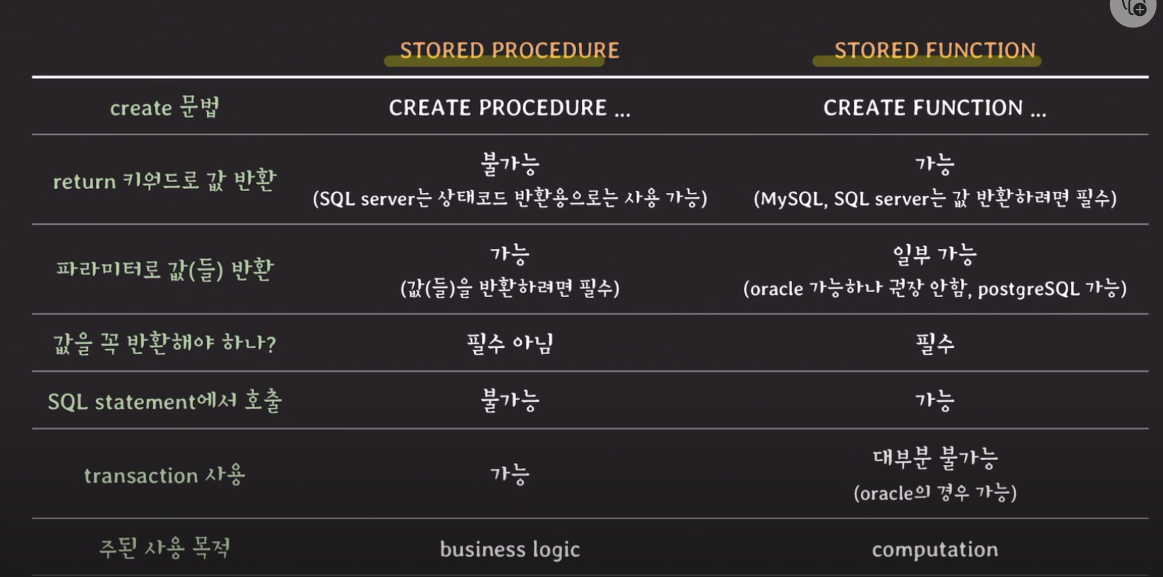 STORED PROCEDURE STORED FUNCTION
create 문법 CREATE PROCEDURE ... CREATE FUNCTION ...
return 키워드로 값 반환 불가능 가능
(SQL server는 상태코드 반환용으로는 사용 가능) (MySQL, SQL server는 값 반환하려면 필수)
파라미터로 값(들) 반환 가능 일부 가능
(값(들)을 반환하려면 필수) (oracle 가능하나 권장 안함, postgreSQL 가능)
값을 꼭 반환해야 하나? 필수 아님 필수
SQL statement에서 호출 불가능 가능
transaction 사용 가능 대부분 불가능
(oracle의 경우 가능)
주된 사용 목적 business logic computation